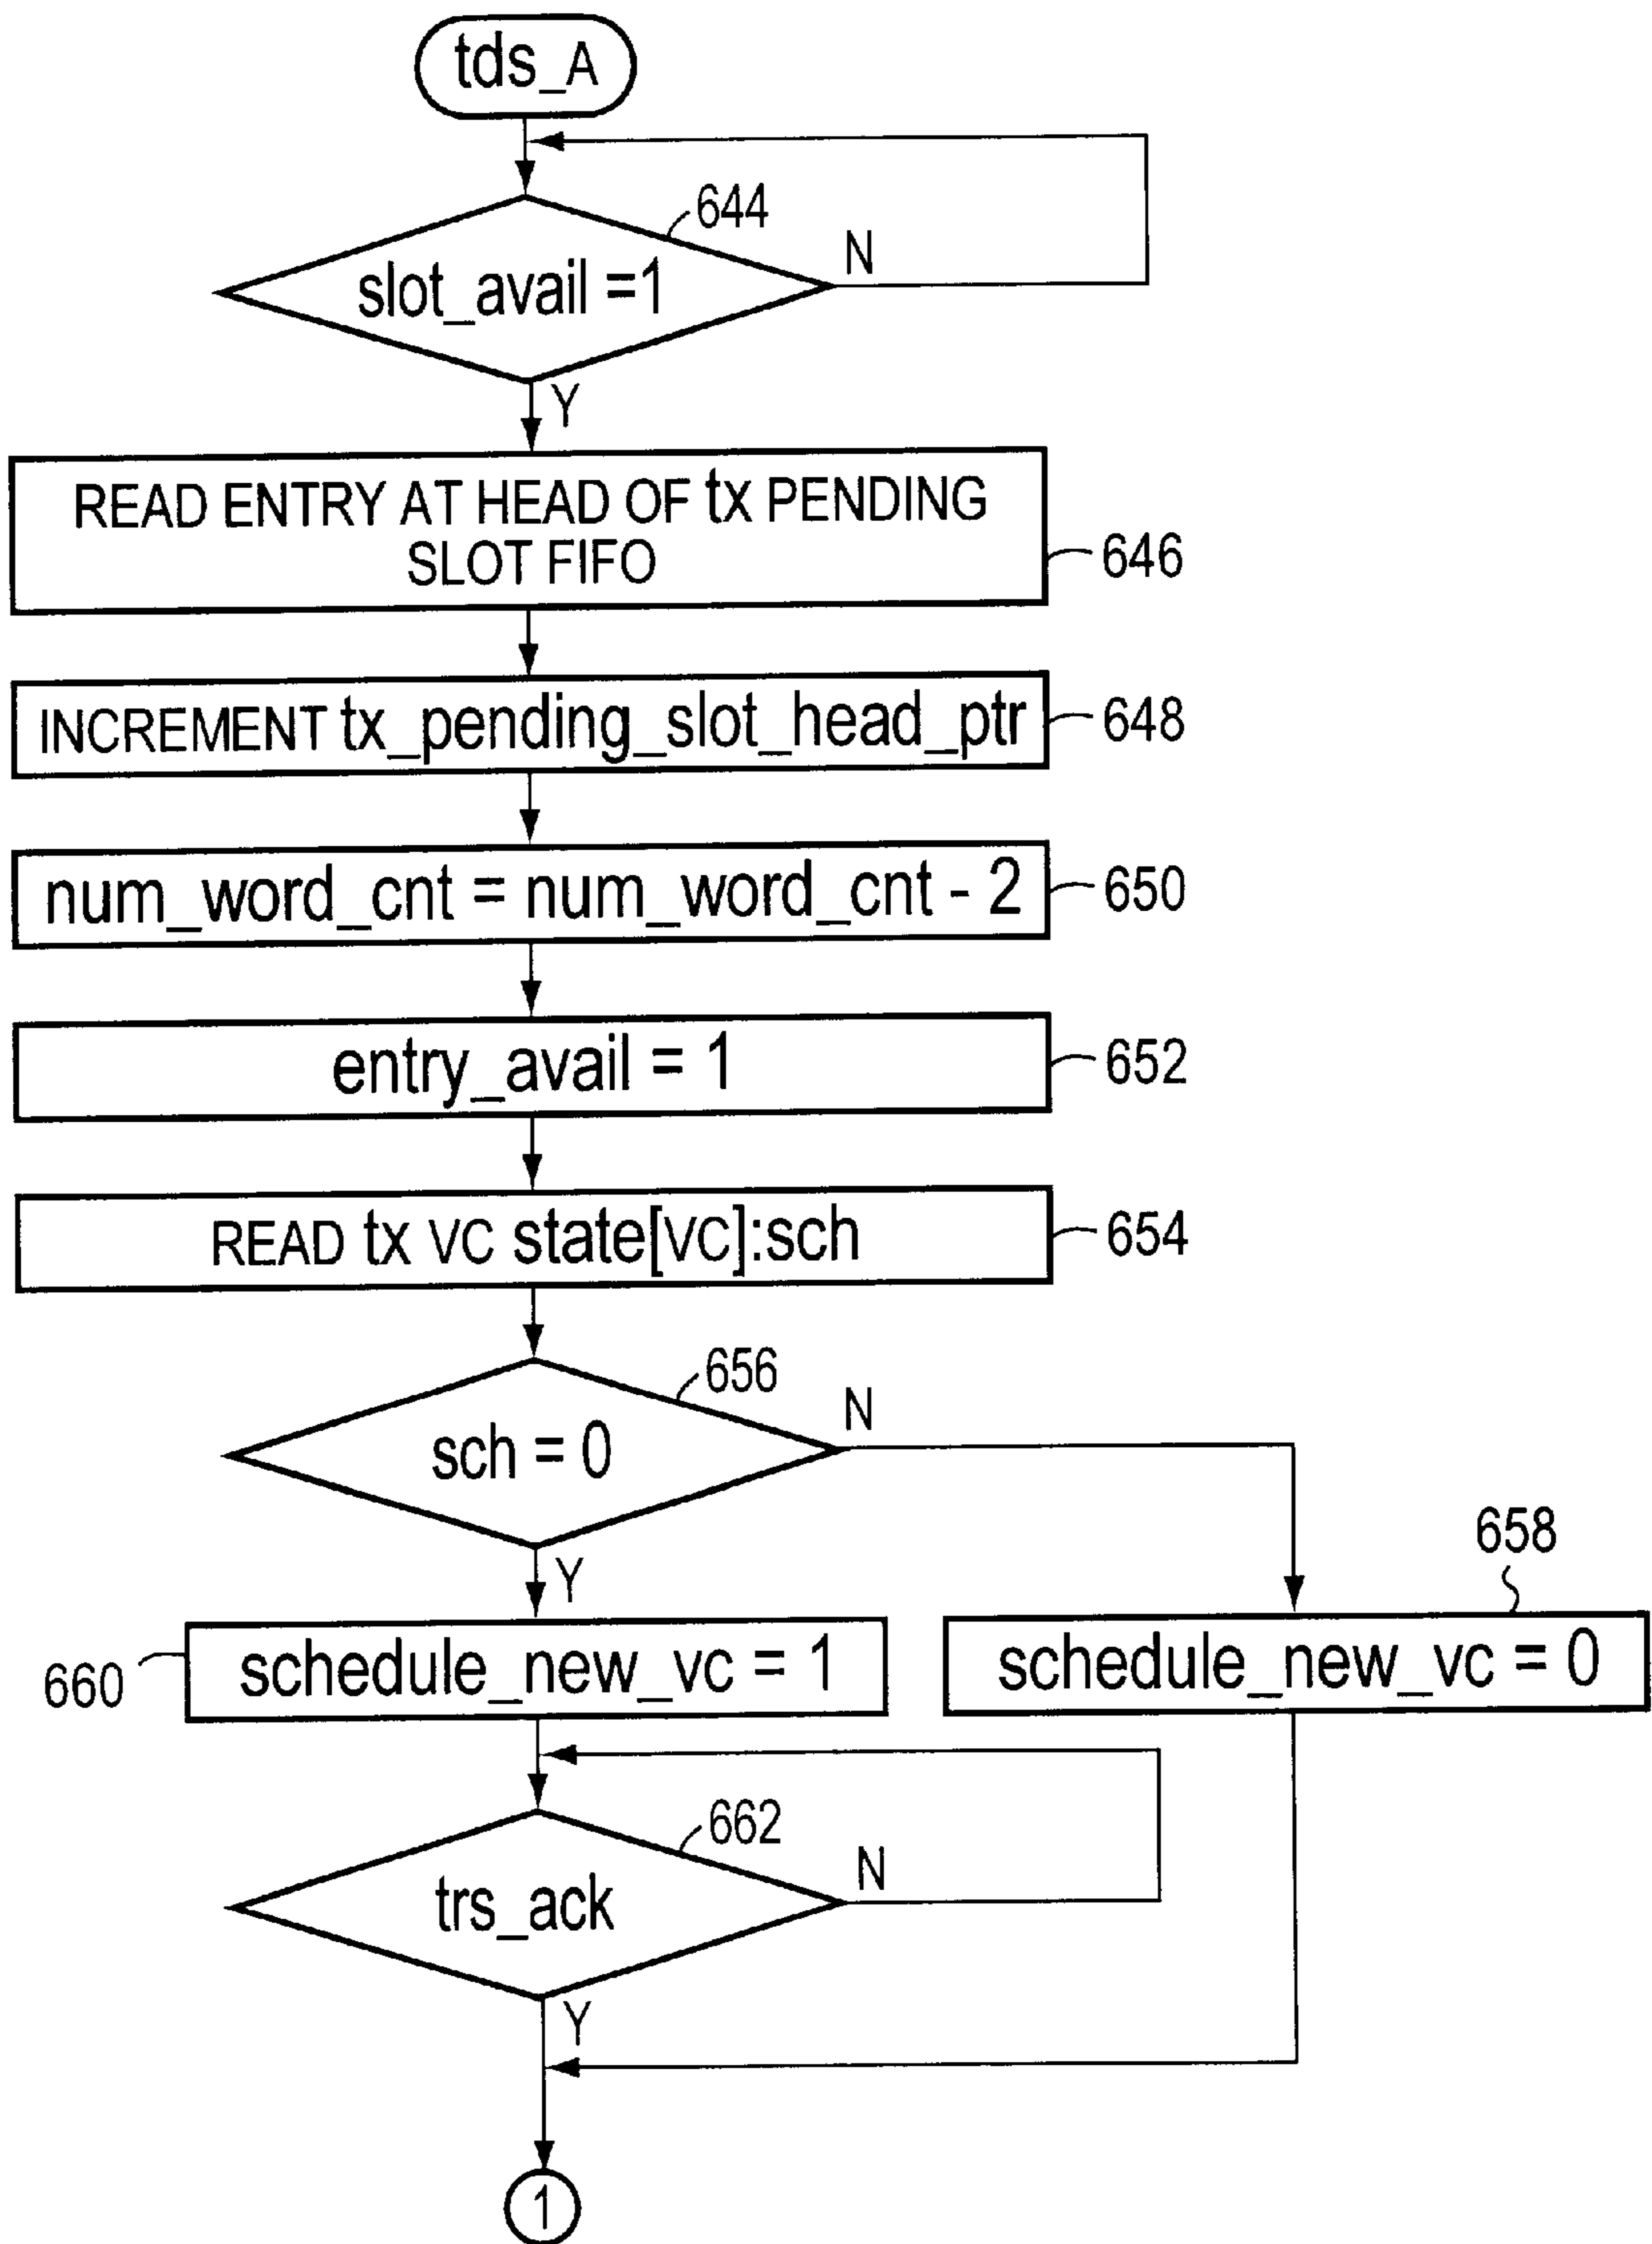 tds_A
644
slot_avail =1
N
Y
READ ENTRY AT HEAD OF tx PENDING
SLOT FIFO
646
INCREMENT tx_pending_slot_head_ptr
648
num_word_cnt = num_word_cnt - 2
650
entry_avail = 1
652
READ tx VC state[VC]:sch
654
656
sch = 0
N
Y
658
660
schedule_new_vc = 1
schedule_new_vc = 0
662
trs_ack
N
Y
1